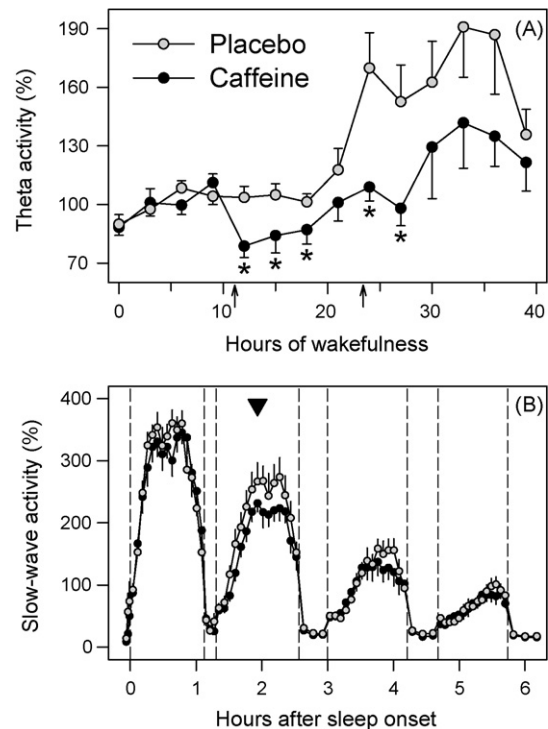 (A)
Placebo
Caffeine
Theta activity (%)
190
160
130
100
70
* * * * *
0 10 20 30 40
Hours of wakefulness
(B)
Slow-wave activity (%)
400
300
200
100
0
0 1 2 3 4 5 6
Hours after sleep onset